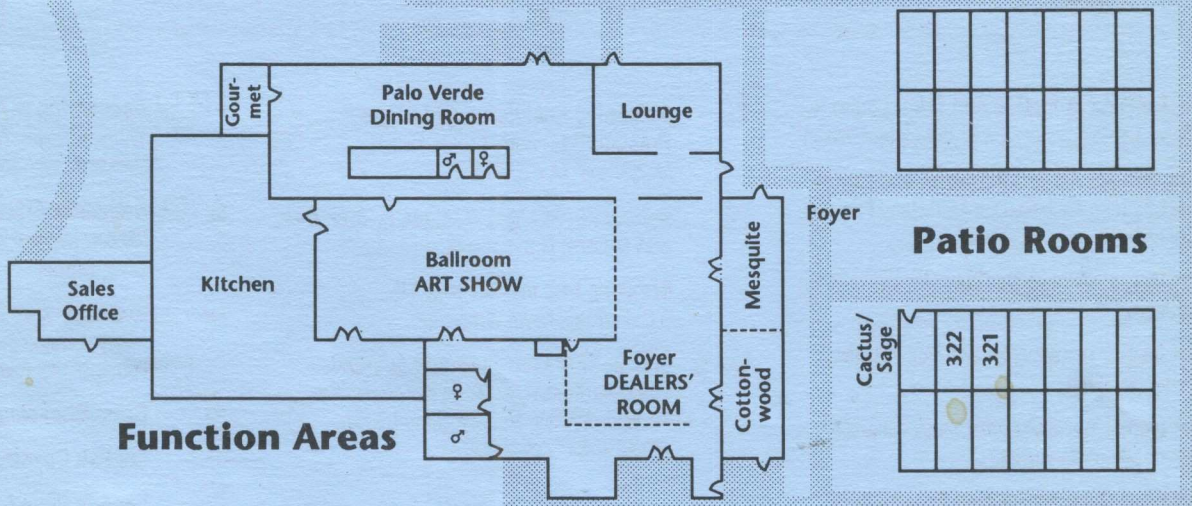 Gour-
met
Palo Verde
Dining Room
Lounge
♂
♀
Foyer
Patio Rooms
Mesquite
Ballroom
ART SHOW
Kitchen
Sales
Office
Cactus/
Sage
322
321
Foyer
DEALERS'
ROOM
Cotton-
wood
♀
♂
Function Areas